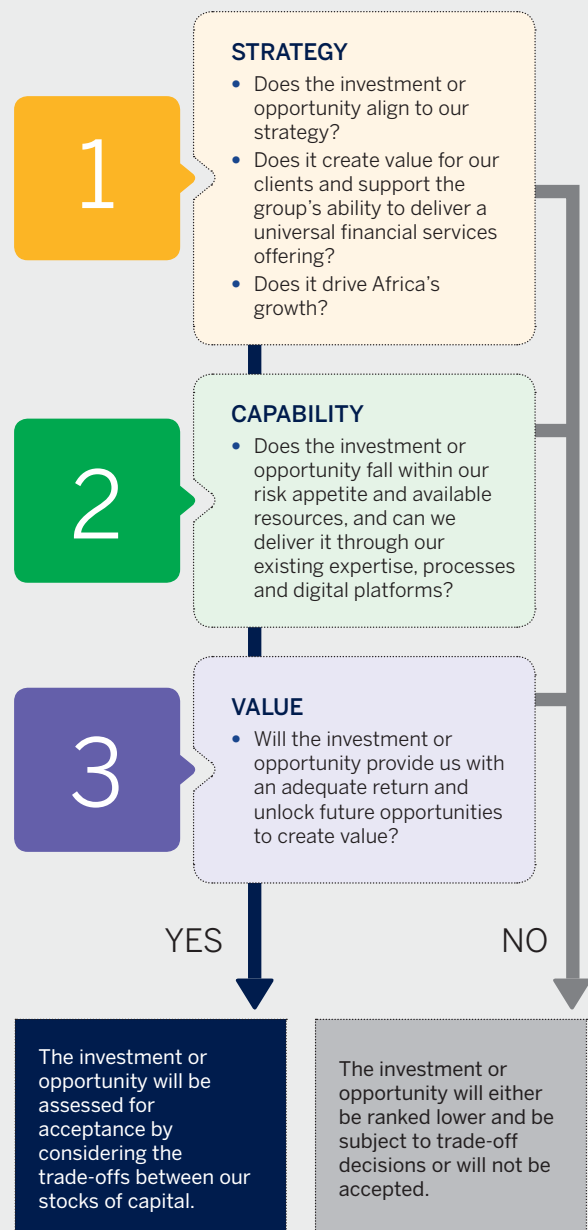 1
STRATEGY
• Does the investment or
opportunity align to our
strategy?
• Does it create value for our
clients and support the
group's ability to deliver a
universal financial services
offering?
• Does it drive Africa's
growth?
2
CAPABILITY
• Does the investment or
opportunity fall within our
risk appetite and available
resources, and can we
deliver it through our
existing expertise, processes
and digital platforms?
3
VALUE
• Will the investment or
opportunity provide us with
an adequate return and
unlock future opportunities
to create value?
YES
NO
The investment or
opportunity will be
assessed for
acceptance by
considering the
trade-offs between our
stocks of capital.
The investment or
opportunity will either
be ranked lower and be
subject to trade-off
decisions or will not be
accepted.